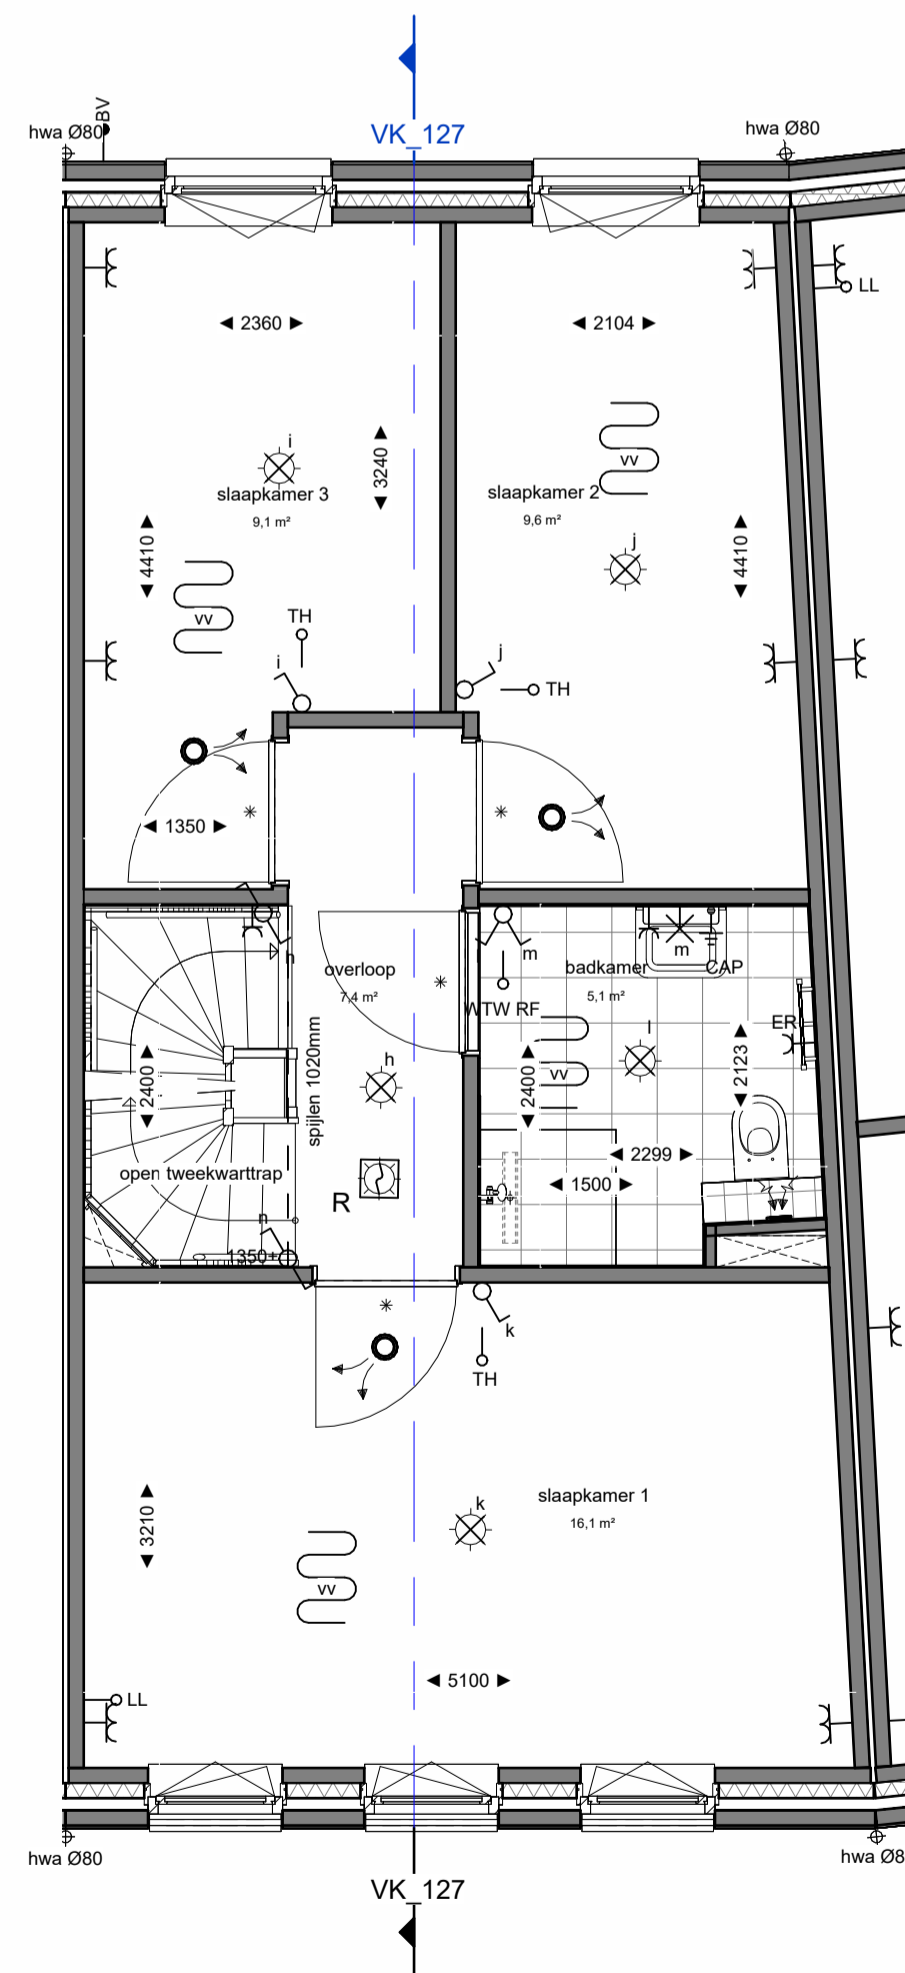 BV
hwa Ø80
VK_127
hwa Ø80
LL
2360
2104
i
3240
vv
slaapkamer 3
9,1 m²
slaapkamer 2
9,6 m²
4410
j
4410
vv
TH
i
j
TH
1350
n
m
overloop
7,4 m²
badkamer
5,1 m²
m
CAP
WTW RF
ER
l
h
2400
spijlen 1020mm
2400
vv
2123
2299
open tweekwarttrap
1500
R
n
1350+
k
TH
3210
k
slaapkamer 1
16,1 m²
vv
5100
LL
hwa Ø80
hwa Ø8
VK_127